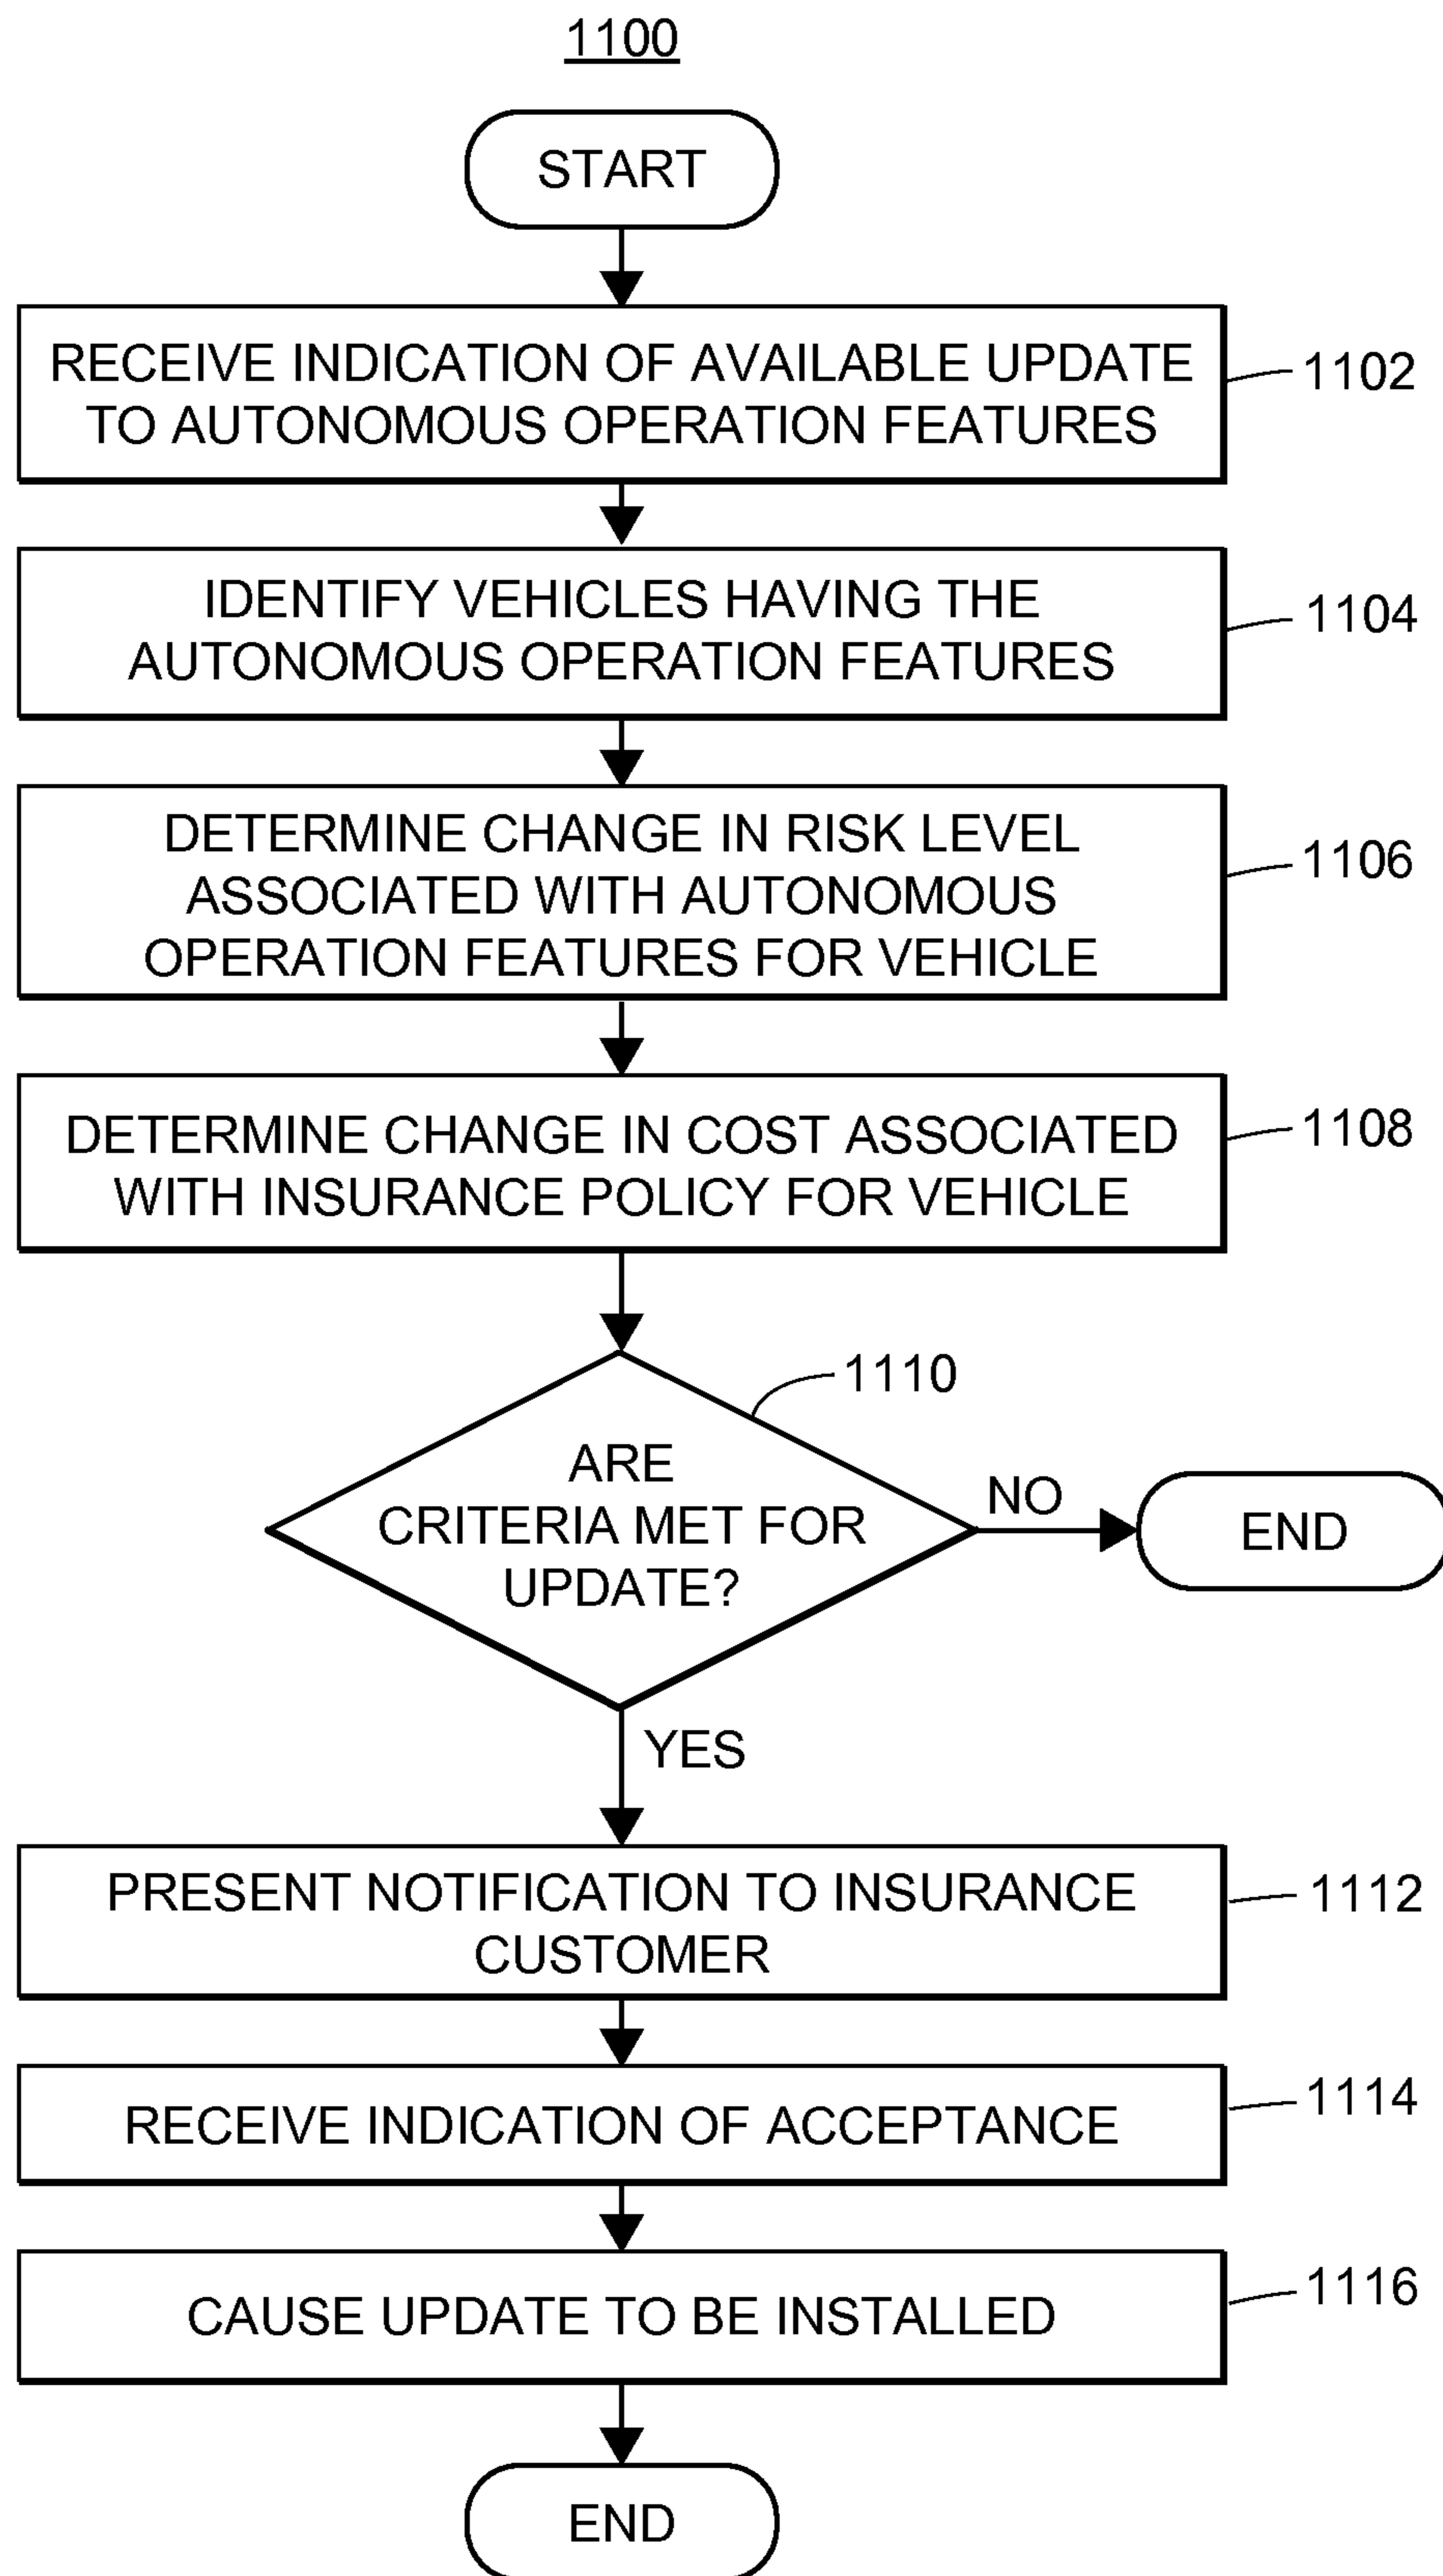 1100
START
RECEIVE INDICATION OF AVAILABLE UPDATE
TO AUTONOMOUS OPERATION FEATURES
1102
IDENTIFY VEHICLES HAVING THE
AUTONOMOUS OPERATION FEATURES
1104
DETERMINE CHANGE IN RISK LEVEL
ASSOCIATED WITH AUTONOMOUS
OPERATION FEATURES FOR VEHICLE
1106
DETERMINE CHANGE IN COST ASSOCIATED
WITH INSURANCE POLICY FOR VEHICLE
1108
1110
ARE
CRITERIA MET FOR
UPDATE?
NO
END
YES
PRESENT NOTIFICATION TO INSURANCE
CUSTOMER
1112
RECEIVE INDICATION OF ACCEPTANCE
1114
CAUSE UPDATE TO BE INSTALLED
1116
END